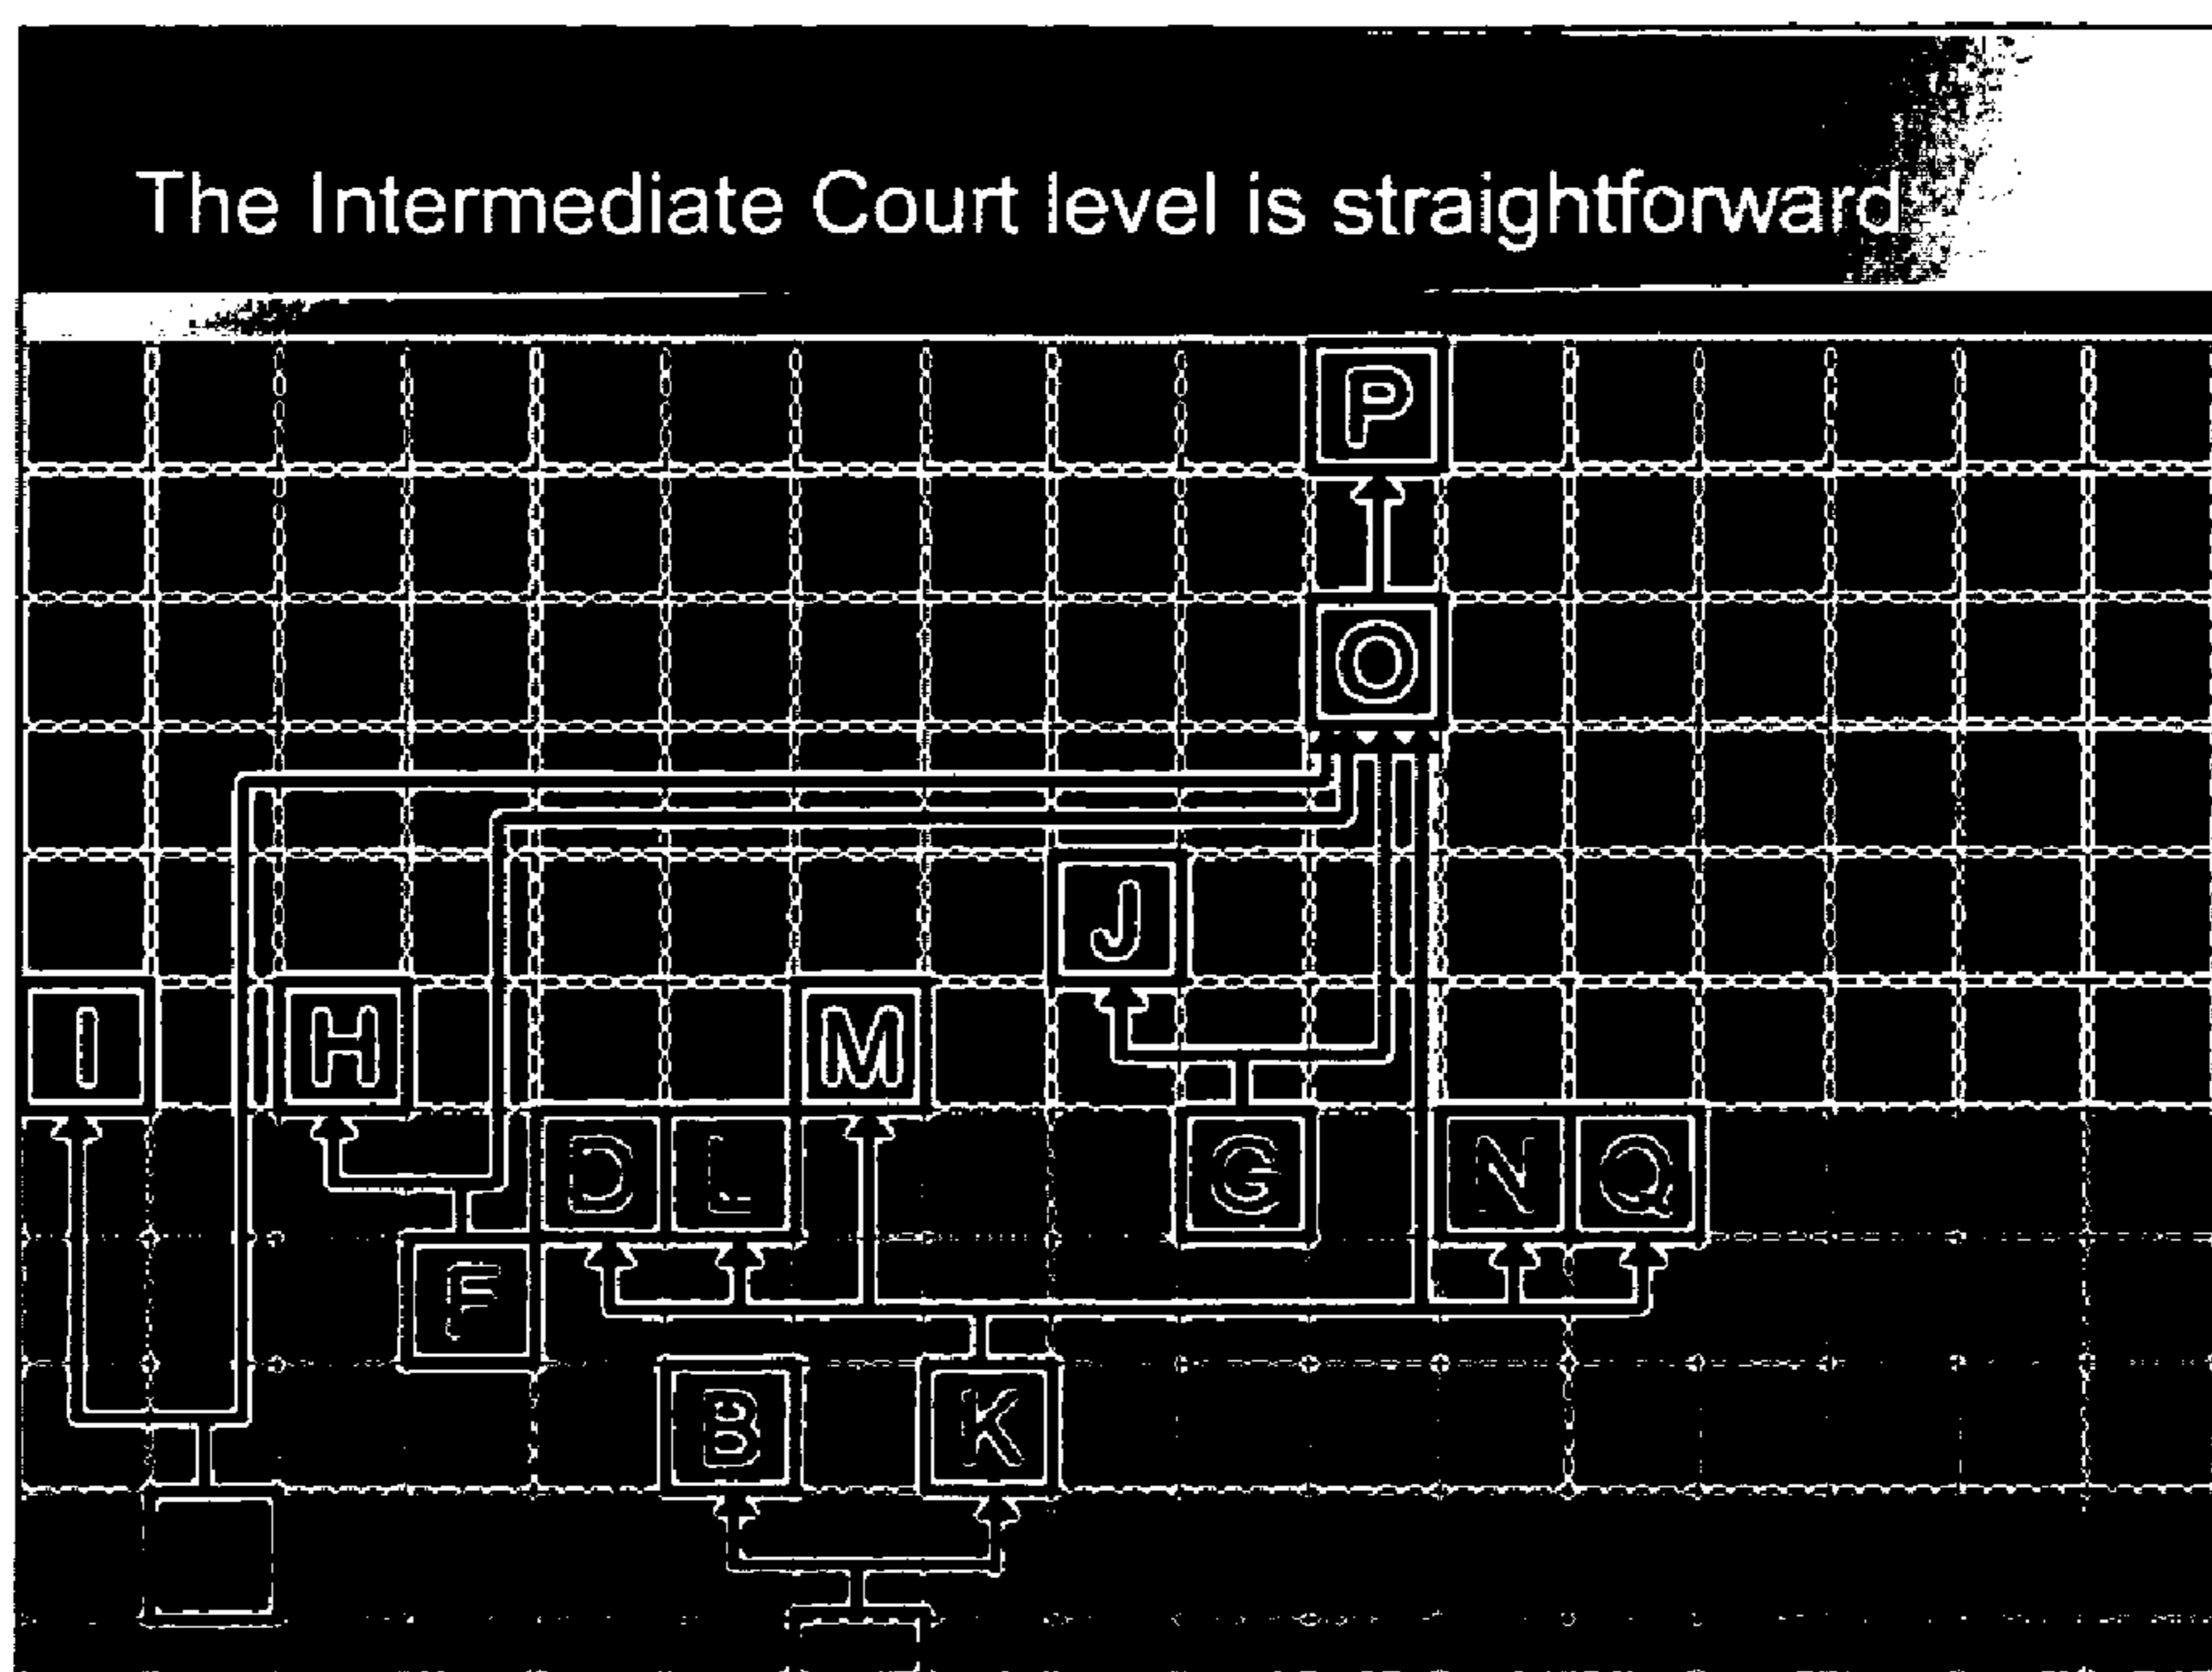 The Intermediate Court level is straightforward
P
O
J
I H M
D L G N Q
F
B K